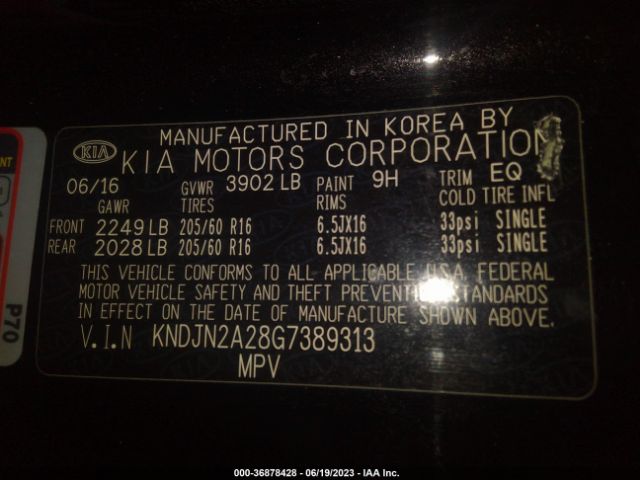 MANUFACTURED IN KOREA BY
KIA KIA MOTORS CORPORATION
06/16 GVWR 3902 LB PAINT 9H TRIM EQ
GAWR TIRES RIMS COLD TIRE INFL
FRONT 2249 LB 205/60 R16 6.5JX16 33psi SINGLE
REAR 2028 LB 205/60 R16 6.5JX16 33psi SINGLE
THIS VEHICLE CONFORMS TO ALL APPLICABLE U.S.A. FEDERAL
MOTOR VEHICLE SAFETY AND THEFT PREVENTION STANDARDS
IN EFFECT ON THE DATE OF MANUFACTURE SHOWN ABOVE.
V.I.N KNDJN2A28G7389313
MPV
P70
000-36878428 - 06/19/2023 - IAA Inc.